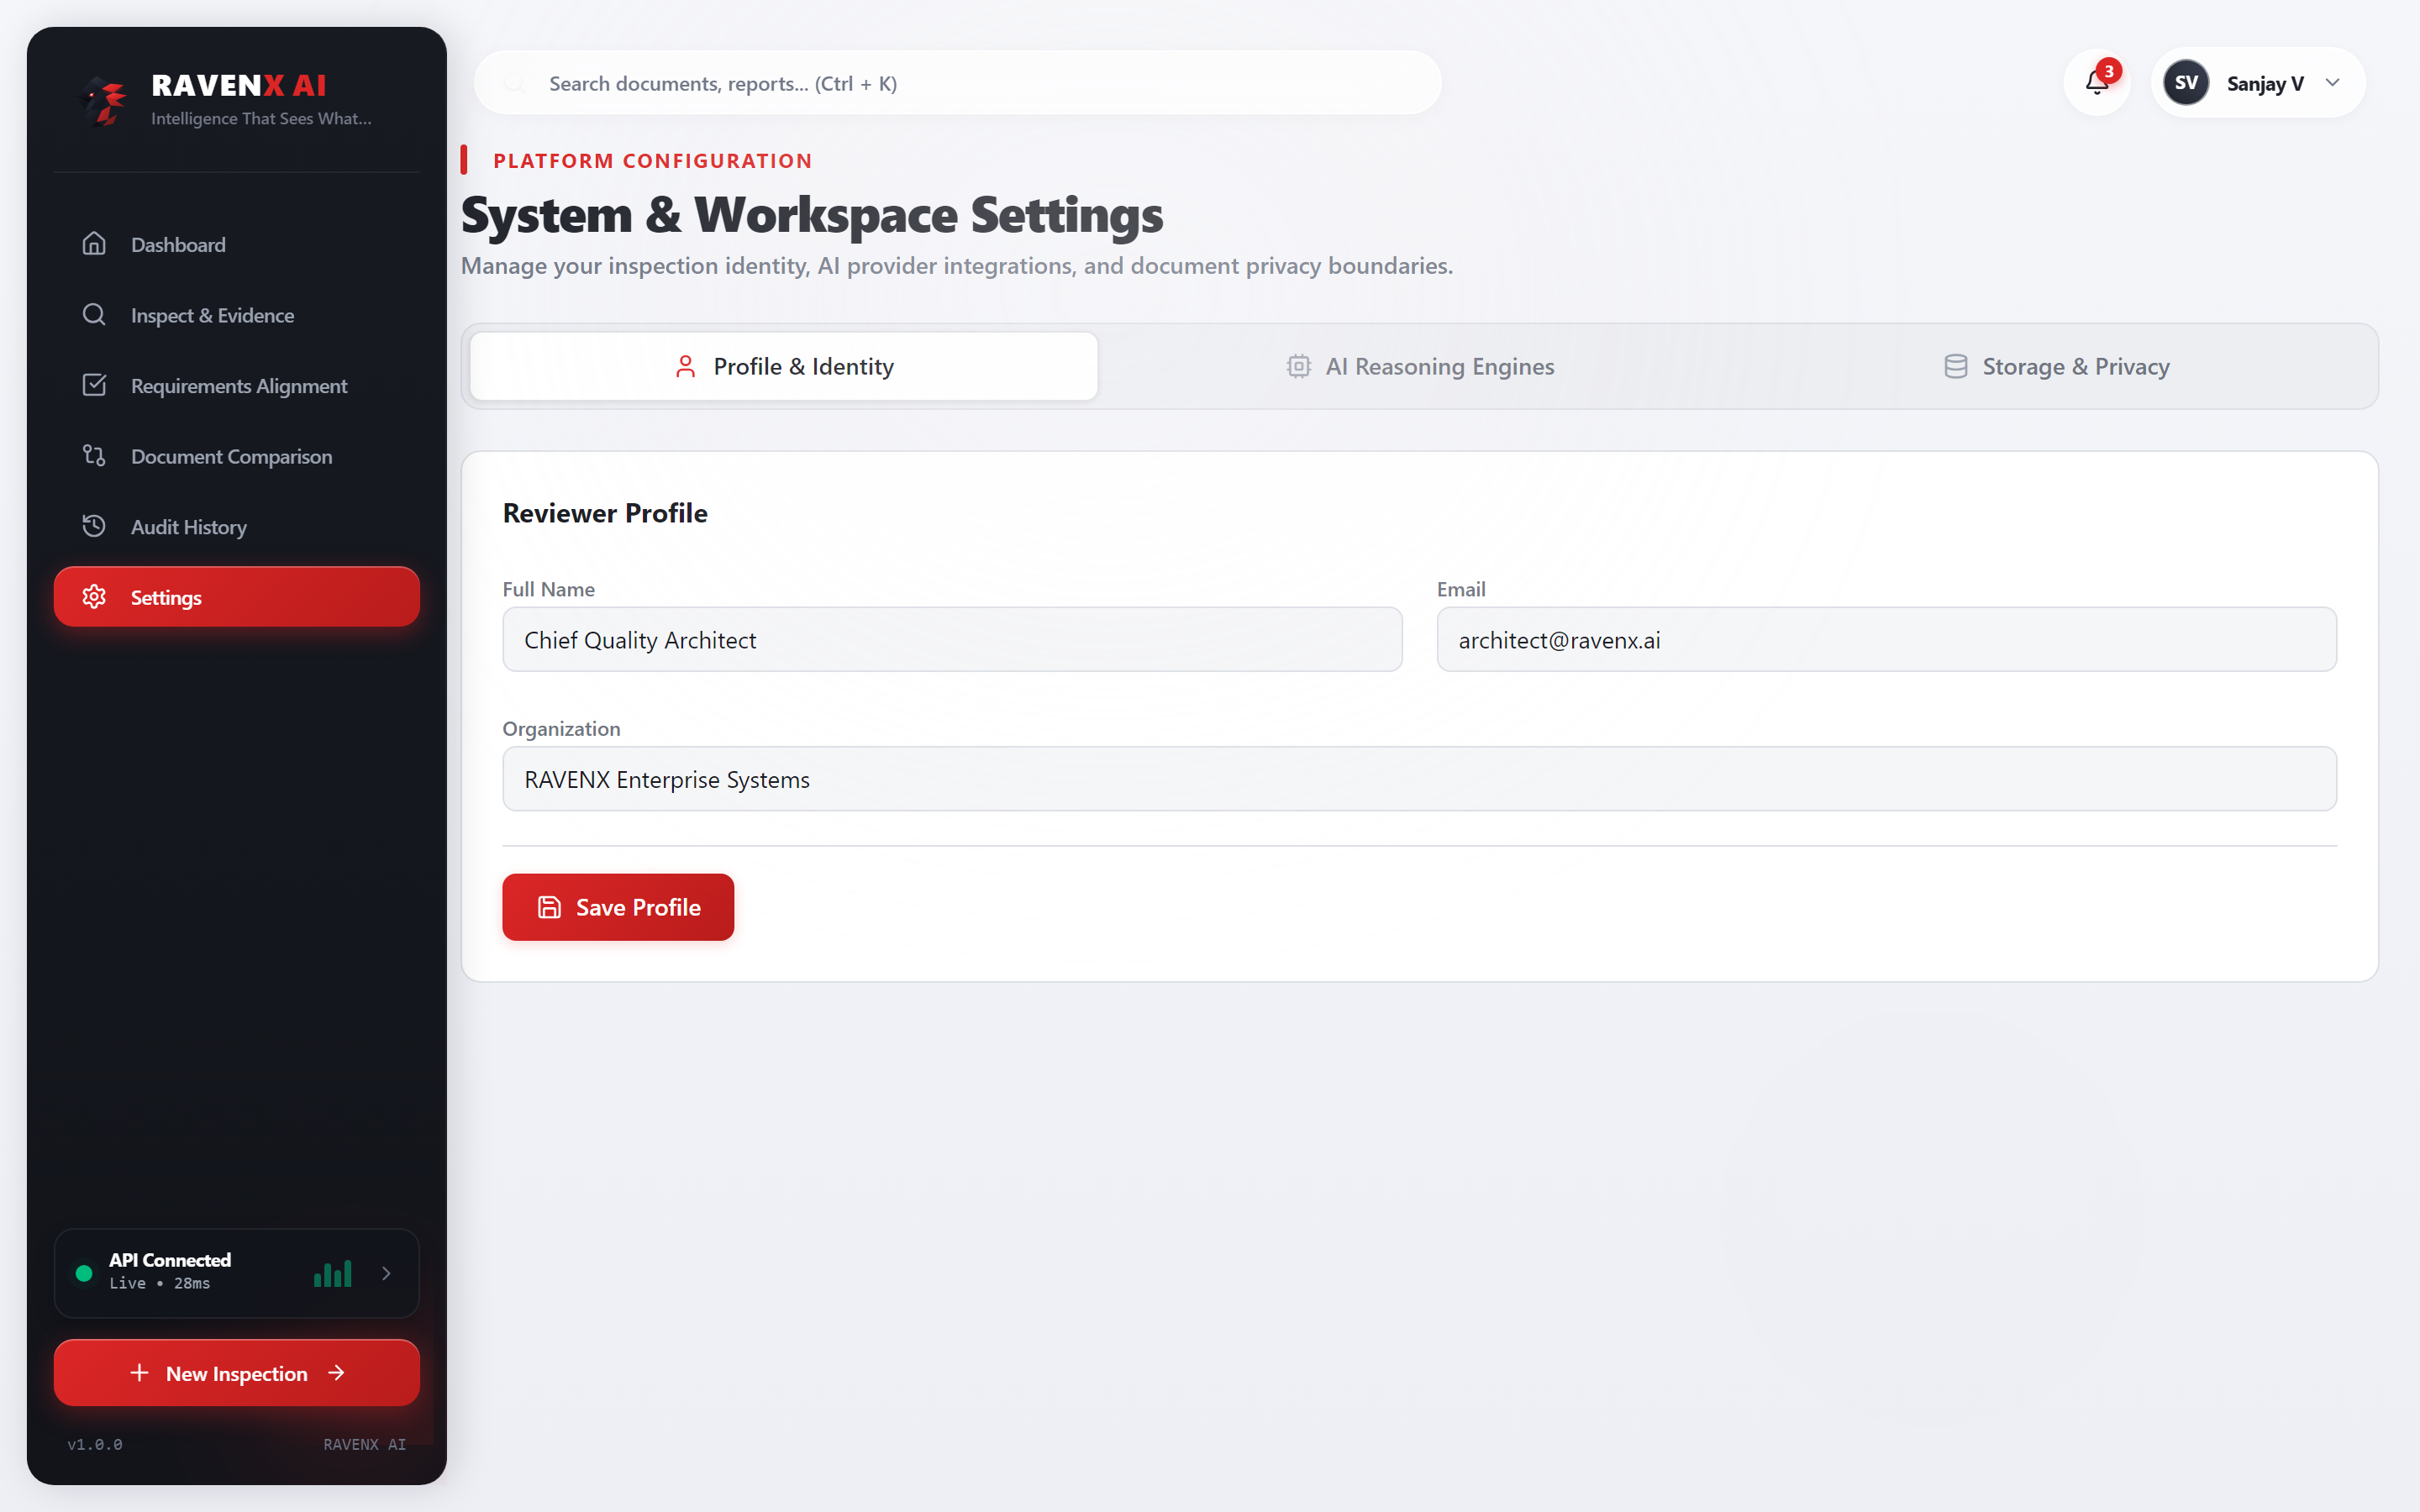 RAVENX AI
Intelligence That Sees What...
Dashboard
Inspect & Evidence
Requirements Alignment
Document Comparison
Audit History
Settings
API Connected
Live • 28ms
New Inspection
v1.0.0 RAVENX AI
Search documents, reports... (Ctrl + K)
3
SV Sanjay V
PLATFORM CONFIGURATION
System & Workspace Settings
Manage your inspection identity, AI provider integrations, and document privacy boundaries.
Profile & Identity AI Reasoning Engines Storage & Privacy
Reviewer Profile
Full Name Email
Chief Quality Architect architect@ravenx.ai
Organization
RAVENX Enterprise Systems
Save Profile